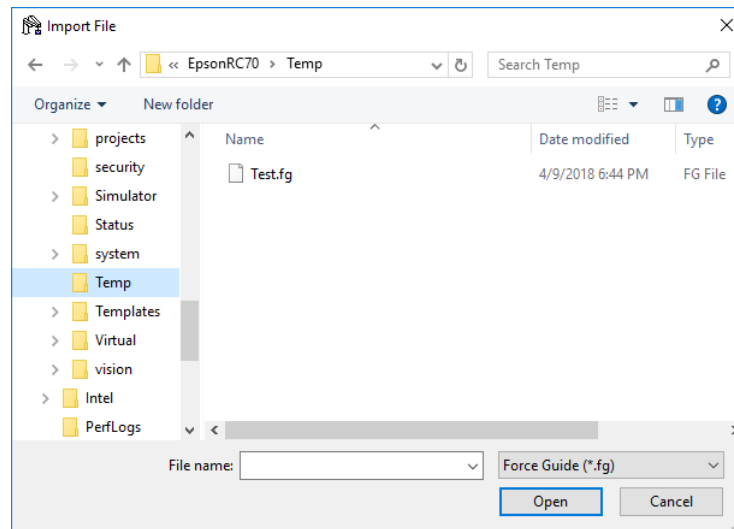 Import File
« EpsonRC70 > Temp
Search Temp
Organize
New folder
?
projects
security
Simulator
Status
system
Temp
Templates
Virtual
vision
Intel
PerfLogs
Name Date modified Type
Test.fg 4/9/2018 6:44 PM FG File
File name:
Force Guide (*.fg)
Open Cancel